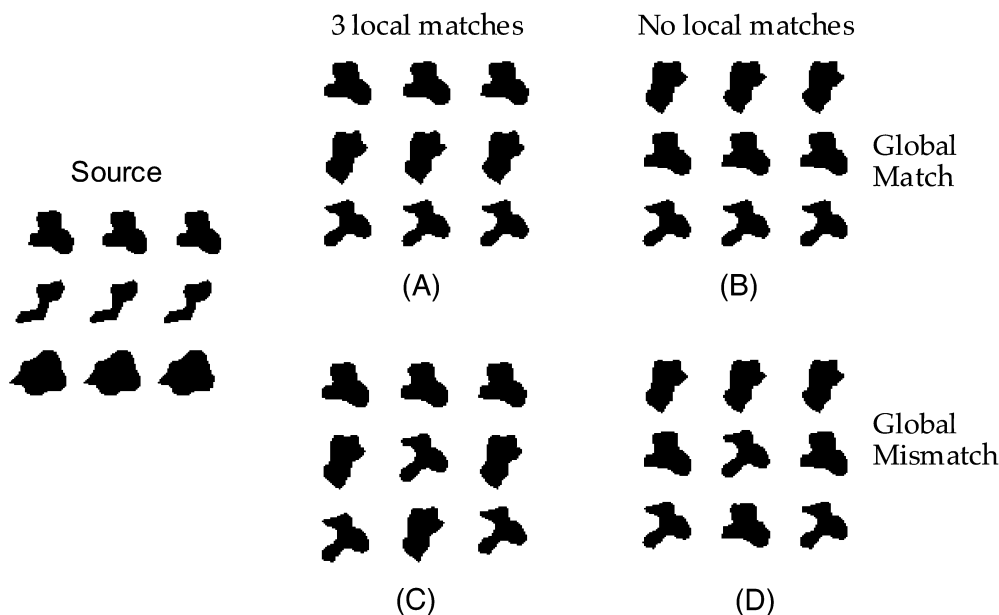 3 local matches
No local matches
Source
Global
Match
(A)
(B)
Global
Mismatch
(C)
(D)